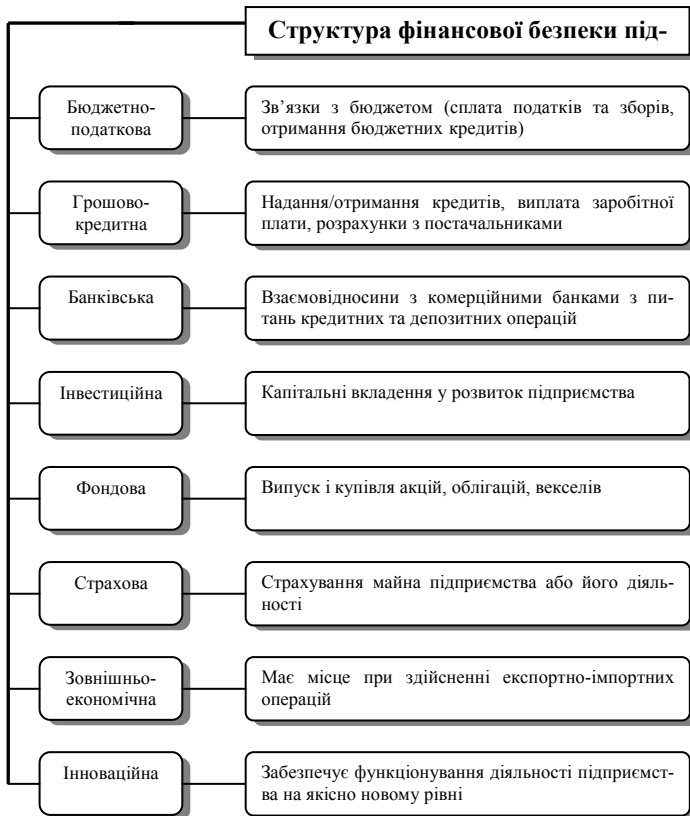 Структура фінансової безпеки під-
Бюджетно-
податкова
Зв’язки з бюджетом (сплата податків та зборів,
отримання бюджетних кредитів)
Грошово-
кредитна
Надання/отримання кредитів, виплата заробітної
плати, розрахунки з постачальниками
Банківська
Взаємовідносини з комерційними банками з пи-
тань кредитних та депозитних операцій
Інвестиційна
Капітальні вкладення у розвиток підприємства
Фондова
Випуск і купівля акцій, облігацій, векселів
Страхова
Страхування майна підприємства або його діяль-
ності
Зовнішньо-
економічна
Має місце при здійсненні експортно-імпортних
операцій
Інноваційна
Забезпечує функціонування діяльності підприємст-
ва на якісно новому рівні